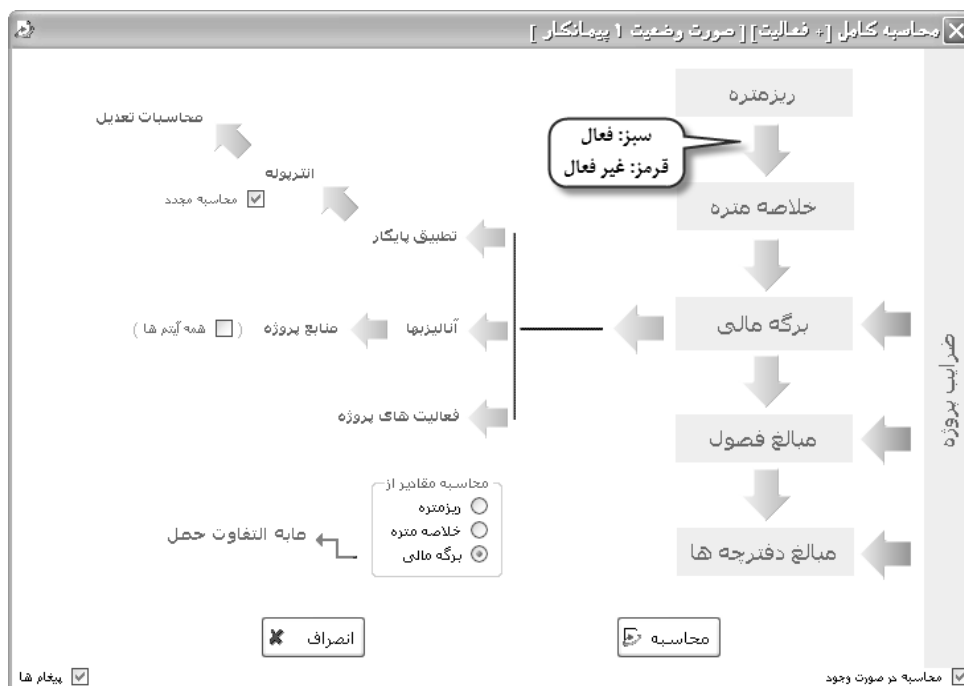 محاسبه کامل [+ فعالیت] [ صورت وضعیت 1 پیمانکار ]
ریزمتره
سبز: فعال
قرمز: غیر فعال
خلاصه متره
برگه مالی
مبالغ فصول
مبالغ دفترچه ها
ضرایب پروژه
محاسبات تعدیل
انترپوله
محاسبه مجدد
تطبیق پایکار
آنالیزبها
منابع پروژه
( همه آیتم ها )
فعالیت های پروژه
محاسبه مقادیر از
ریزمتره
خلاصه متره
برگه مالی
مابه التفاوت حمل
محاسبه
انصراف
محاسبه در صورت وجود
پیغام ها